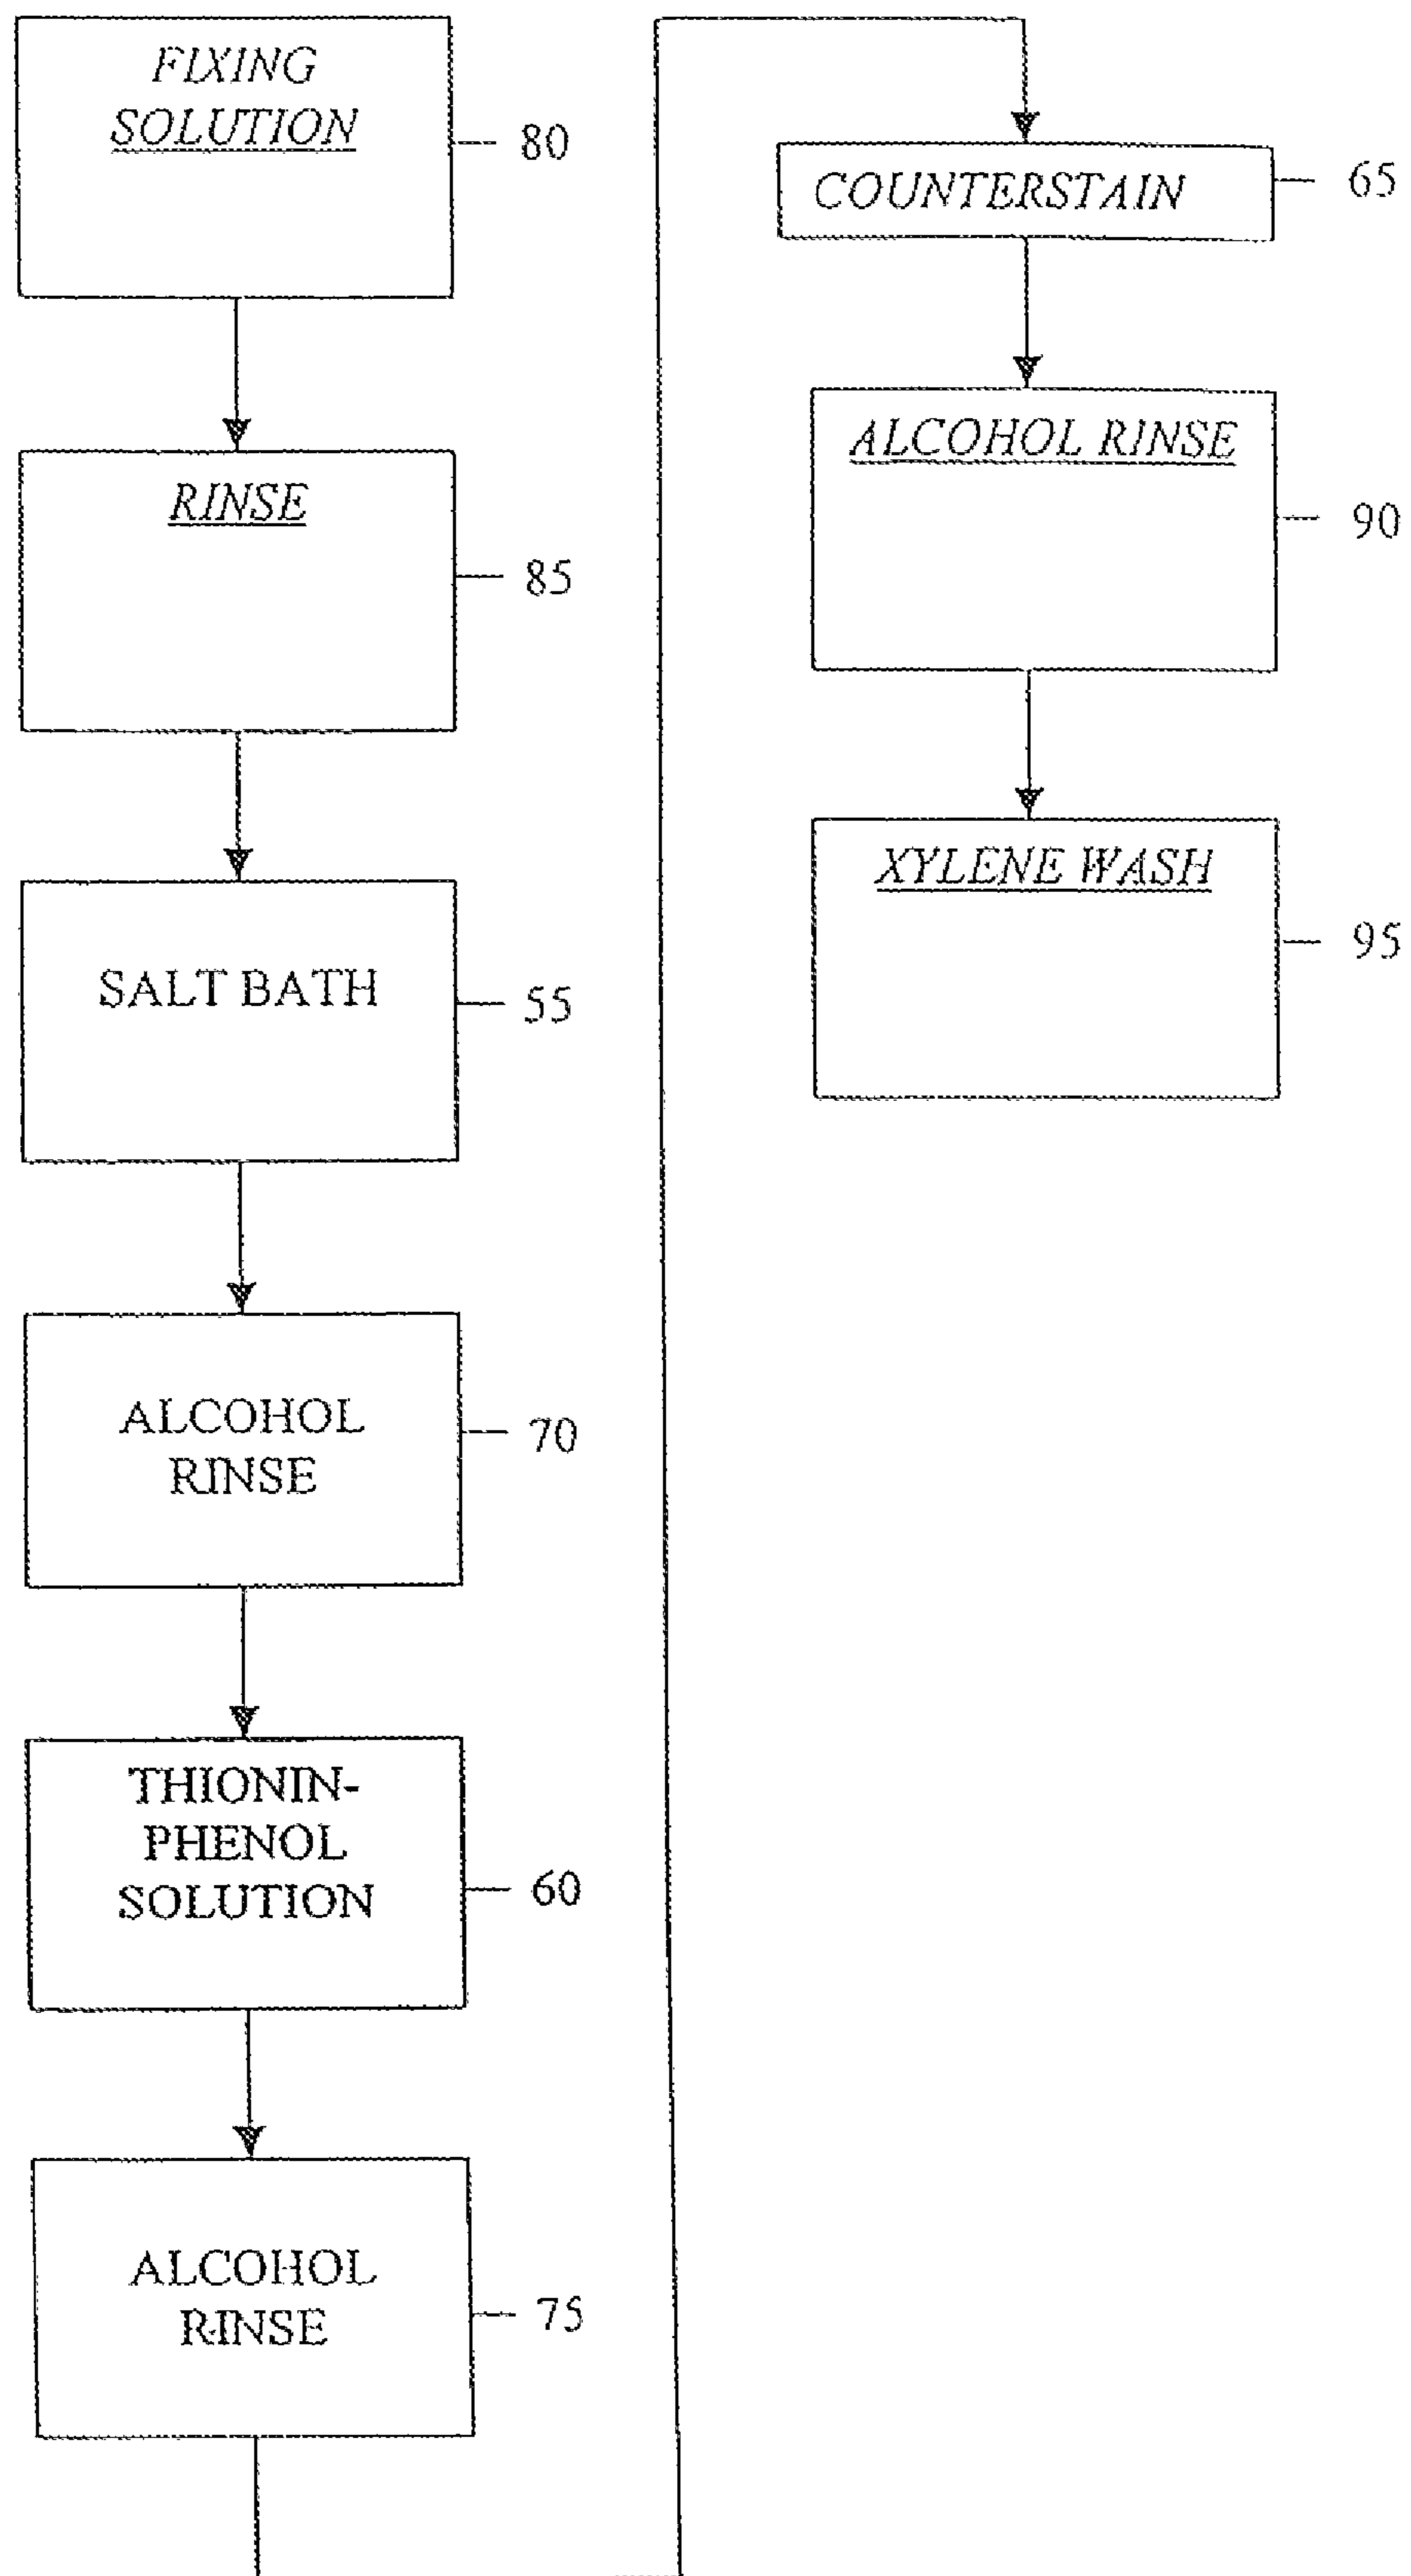 FIXING
SOLUTION
80
RINSE
85
SALT BATH
55
ALCOHOL
RINSE
70
THIONIN-
PHENOL
SOLUTION
60
ALCOHOL
RINSE
75
COUNTERSTAIN
65
ALCOHOL RINSE
90
XYLENE WASH
95